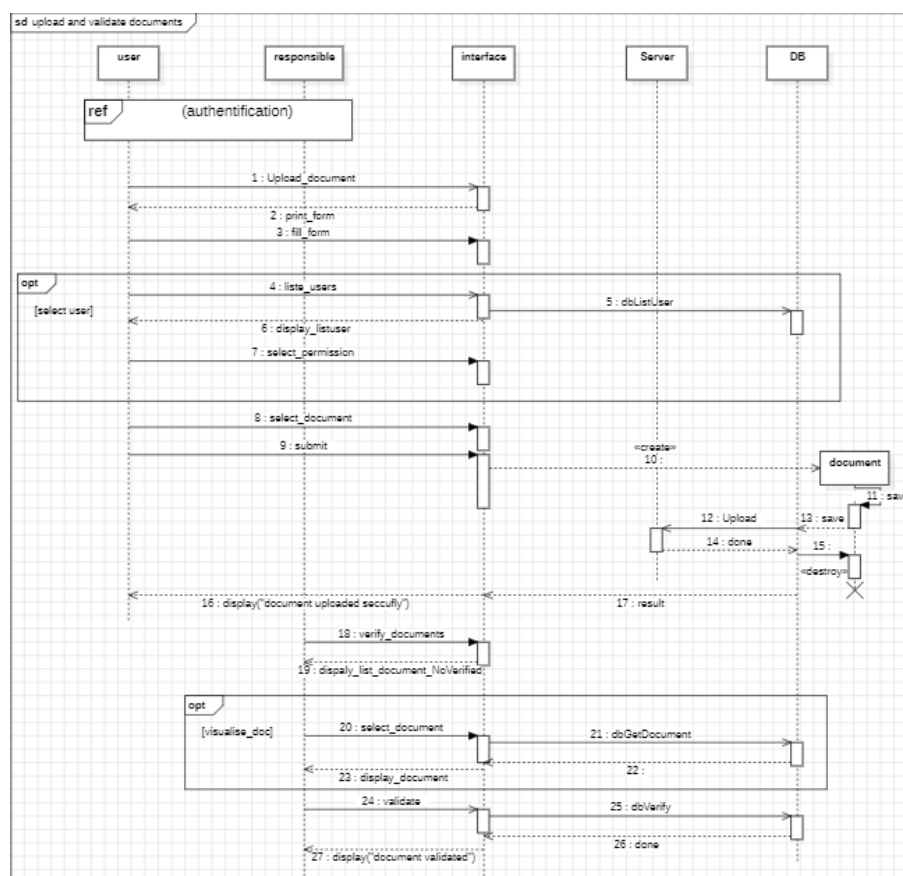 sd upload and validate documents
user
responsible
interface
Server
DB
ref
(authentification)
1 : Upload_document
2 : print_form
3 : fill_form
opt
[select user]
4 : liste_users
5 : dbListUser
6 : display_listuser
7 : select_permission
8 : select_document
9 : submit
«create»
10 :
document
11 : sav
12 : Upload
13 : save
14 : done
15 :
«destroy»
16 : display("document uploaded seccufly")
17 : result
18 : verify_documents
19 : dispaly_list_document_NoVerified
opt
[visualise_doc]
20 : select_document
21 : dbGetDocument
22 :
23 : display_document
24 : validate
25 : dbVerify
26 : done
27 : display("document validated")